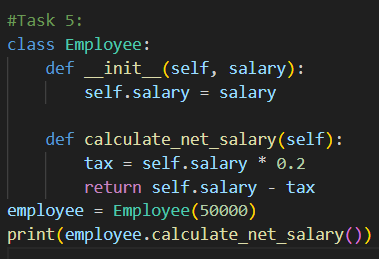 #Task 5:
class Employee:
    def __init__(self, salary):
        self.salary = salary

    def calculate_net_salary(self):
        tax = self.salary * 0.2
        return self.salary - tax
employee = Employee(50000)
print(employee.calculate_net_salary())